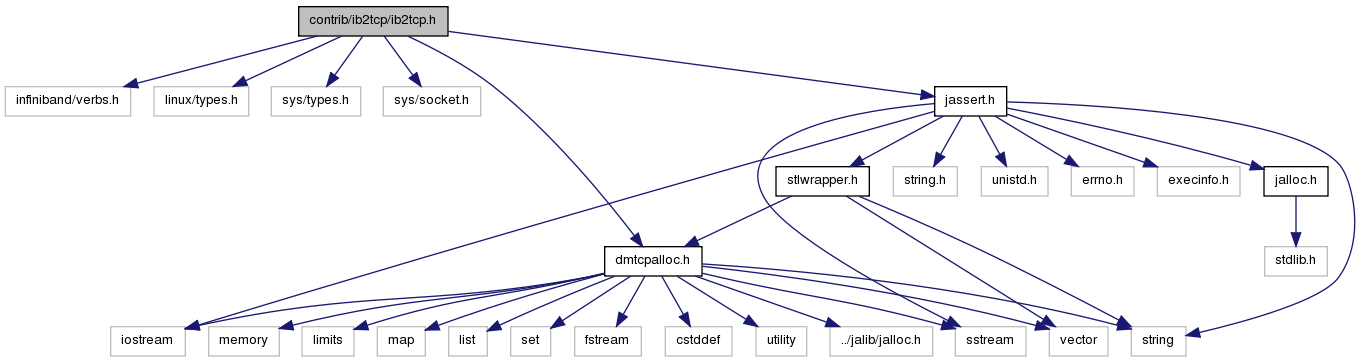 contrib/ib2tcp/ib2tcp.h
infiniband/verbs.h
linux/types.h
sys/types.h
sys/socket.h
jassert.h
stlwrapper.h
string.h
unistd.h
errno.h
execinfo.h
jalloc.h
dmtcpalloc.h
stdlib.h
iostream
memory
limits
map
list
set
fstream
cstddef
utility
../jalib/jalloc.h
sstream
vector
string